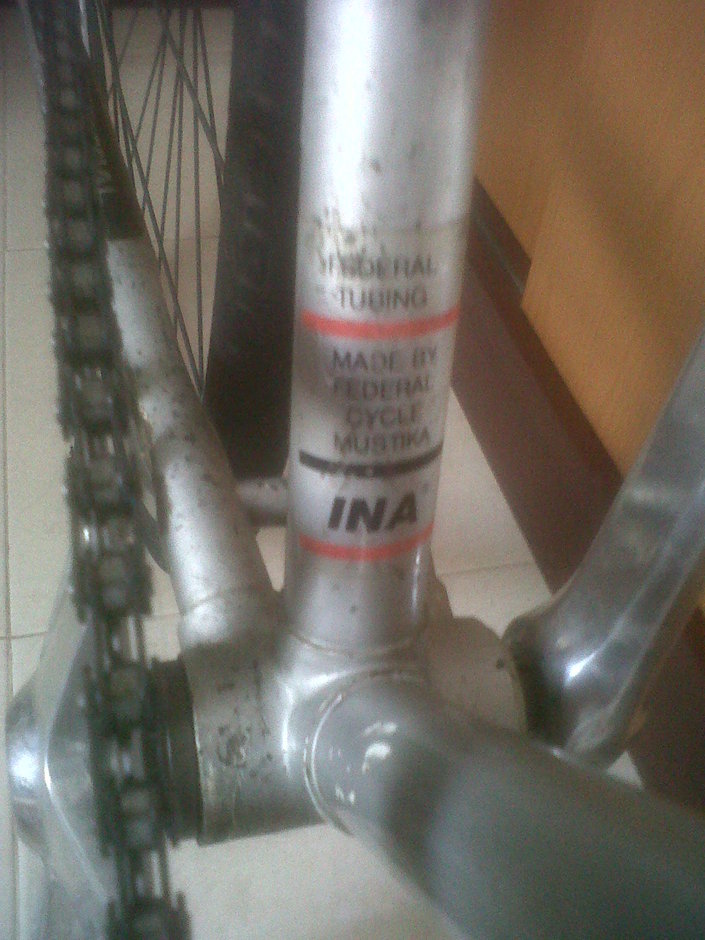 FEDERAL
TUBING
MADE BY
FEDERAL
CYCLE
MUSTIKA
INA